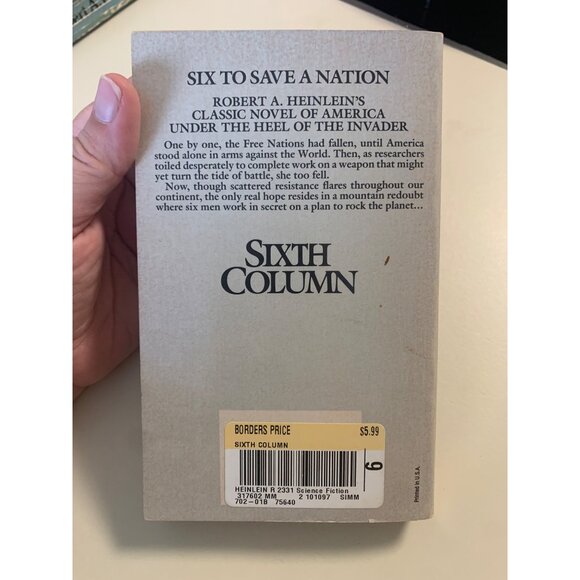 SIX TO SAVE A NATION
ROBERT A. HEINLEIN'S
CLASSIC NOVEL OF AMERICA
UNDER THE HEEL OF THE INVADER
One by one, the Free Nations had fallen, until America
stood alone in arms against the World. Then, as researchers
toiled desperately to complete work on a weapon that might
yet turn the tide of battle, she too fell.
Now, though scattered resistance flares throughout our
continent, the only real hope resides in a mountain redoubt
where six men work in secret on a plan to rock the planet...
SIXTH
COLUMN
BORDERS PRICE $5.99
SIXTH COLUMN
6
HEINLEIN R 2331 Science Fiction
317602 MM 2 101097 SIMM
702-01B 75640
Printed in U.S.A.